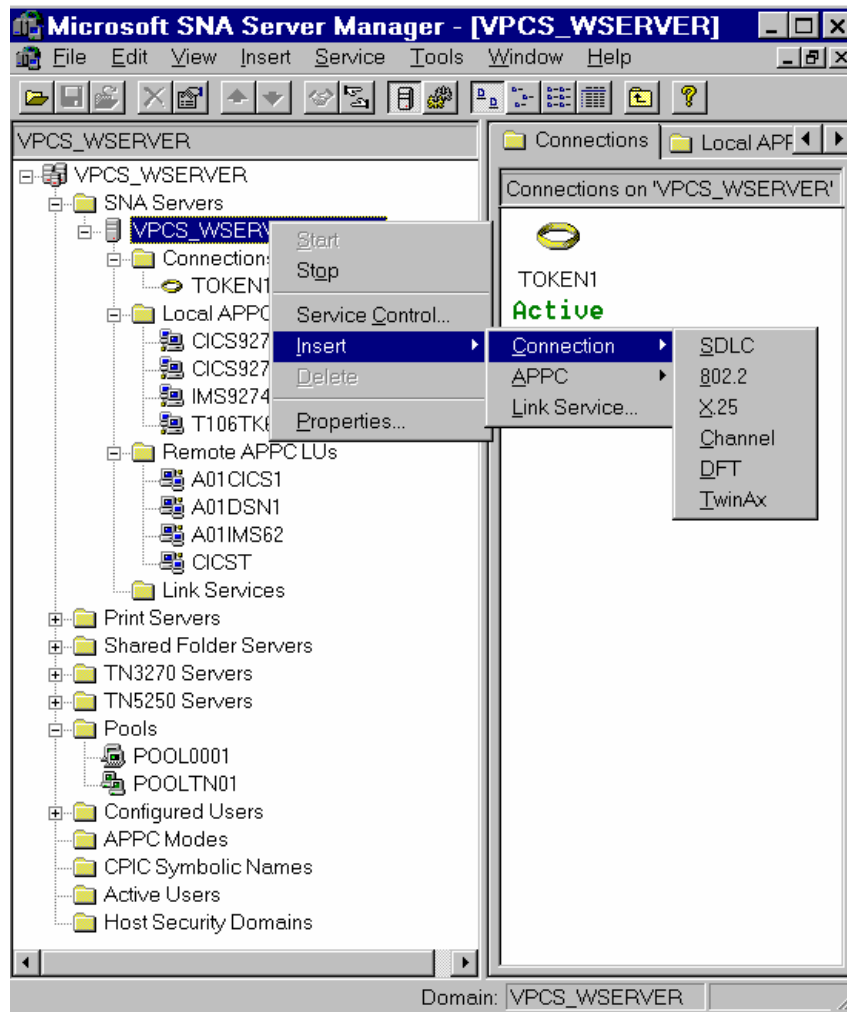 Microsoft SNA Server Manager - [VPCS_WSERVER]
File Edit View Insert Service Tools Window Help
VPCS_WSERVER
VPCS_WSERVER
SNA Servers
VPCS_WSERV
Connection
TOKEN1
Local APPC
CICS927
CICS927
IMS9274
T106TK
Remote APPC LUs
A01CICS1
A01DSN1
A01IMS62
CICST
Link Services
Print Servers
Shared Folder Servers
TN3270 Servers
TN5250 Servers
Pools
POOL0001
POOLTN01
Configured Users
APPC Modes
CPIC Symbolic Names
Active Users
Host Security Domains
Start
Stop
Service Control...
Insert
Delete
Properties...
Connections Local APP
Connections on 'VPCS_WSERVER'
TOKEN1
Active
Connection
APPC
Link Service...
SDLC
802.2
X.25
Channel
DFT
TwinAx
Domain: VPCS_WSERVER